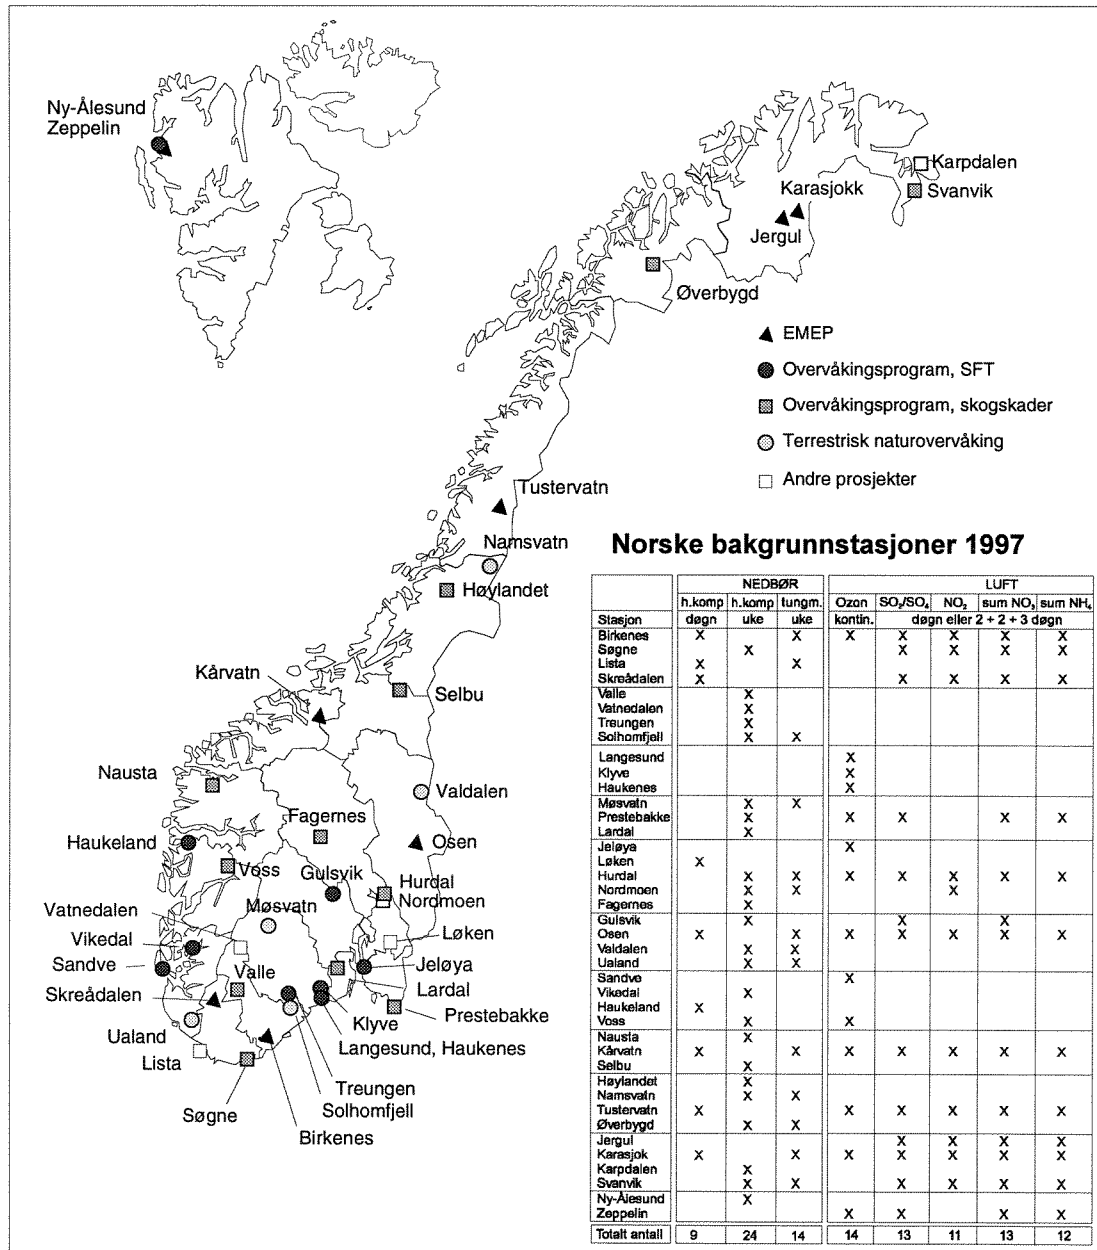 Ny-Ålesund
Zeppelin
Karpdalen
Karasjokk
Svanvik
Jergul
Øverbygd
EMEP
Overvåkingsprogram, SFT
Overvåkingsprogram, skogskader
Terrestrisk naturovervåking
Andre prosjekter
Tustervatn
Namsvatn
Høylandet
Kårvatn
Selbu
Nausta
Valdalen
Fagernes
Haukeland
Osen
Voss
Gulsvik
Hurdal
Nordmoen
Vatnedalen
Møsvatn
Løken
Vikedal
Sandve
Valle
Jeløya
Skreådalen
Lardal
Prestebakke
Klyve
Ualand
Langesund, Haukenes
Lista
Treungen
Søgne
Solhomfjell
Birkenes
Norske bakgrunnstasjoner 1997
NEDBØR LUFT
h.komp h.komp tungm. Ozon SO₂/SO₄ NO₂ sum NO₃ sum NH₄
Stasjon døgn uke uke kontin. døgn eller 2 + 2 + 3 døgn
Birkenes X X X X X X X
Søgne X X X X X
Lista X X
Skreådalen X X X X X
Valle X
Vatnedalen X
Treungen X
Solhomfjell X X
Langesund X
Klyve X
Haukenes X
Møsvatn X X
Prestebakke X X X X X
Lardal X
Jeløya X
Løken X
Hurdal X X X X X X X
Nordmoen X X X
Fagernes X
Gulsvik X X X
Osen X X X X X X X
Valdalen X X
Ualand X X
Sandve X
Vikedal X
Haukeland X
Voss X X
Nausta X
Kårvatn X X X X X X X
Selbu X
Høylandet X
Namsvatn X X
Tustervatn X X X X X X
Øverbygd X X
Jergul X X X X
Karasjok X X X X X X X
Karpdalen X
Svanvik X X X X X X
Ny-Ålesund X
Zeppelin X X X X
Totalt antall 9 24 14 14 13 11 13 12